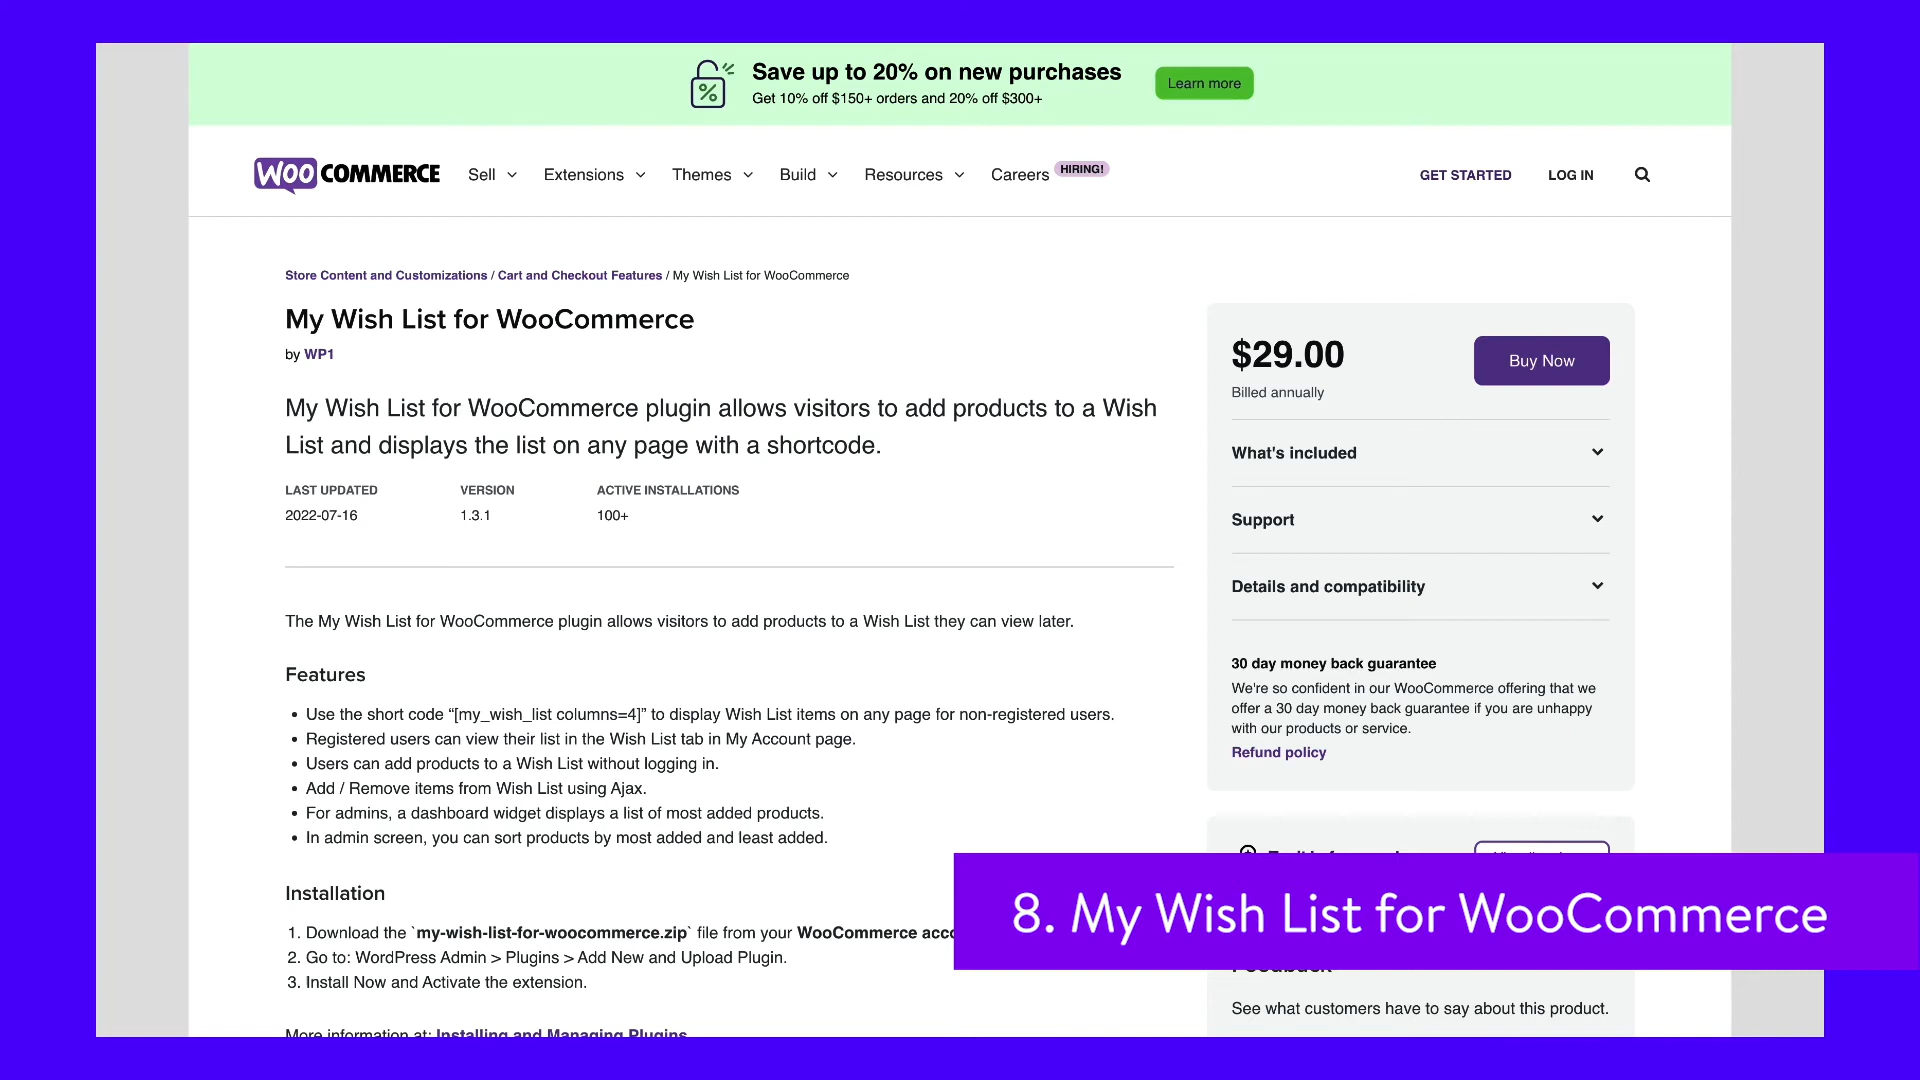 Save up to 20% on new purchases
Get 10% off $150+ orders and 20% off $300+
Learn more
WOO COMMERCE
Sell
Extensions
Themes
Build
Resources
Careers
HIRING!
GET STARTED
LOG IN
Store Content and Customizations / Cart and Checkout Features / My Wish List for WooCommerce
My Wish List for WooCommerce
by WP1
My Wish List for WooCommerce plugin allows visitors to add products to a Wish
List and displays the list on any page with a shortcode.
LAST UPDATED
2022-07-16
VERSION
1.3.1
ACTIVE INSTALLATIONS
100+
The My Wish List for WooCommerce plugin allows visitors to add products to a Wish List they can view later.
Features
• Use the short code “[my_wish_list columns=4]” to display Wish List items on any page for non-registered users.
• Registered users can view their list in the Wish List tab in My Account page.
• Users can add products to a Wish List without logging in.
• Add / Remove items from Wish List using Ajax.
• For admins, a dashboard widget displays a list of most added products.
• In admin screen, you can sort products by most added and least added.
Installation
1. Download the `my-wish-list-for-woocommerce.zip` file from your WooCommerce
2. Go to: WordPress Admin > Plugins > Add New and Upload Plugin.
3. Install Now and Activate the extension.
More information at: Installing and Managing Plugins
$29.00
Billed annually
Buy Now
What's included
Support
Details and compatibility
30 day money back guarantee
We're so confident in our WooCommerce offering that we
offer a 30 day money back guarantee if you are unhappy
with our products or service.
Refund policy
8. My Wish List for WooCommerce
See what customers have to say about this product.